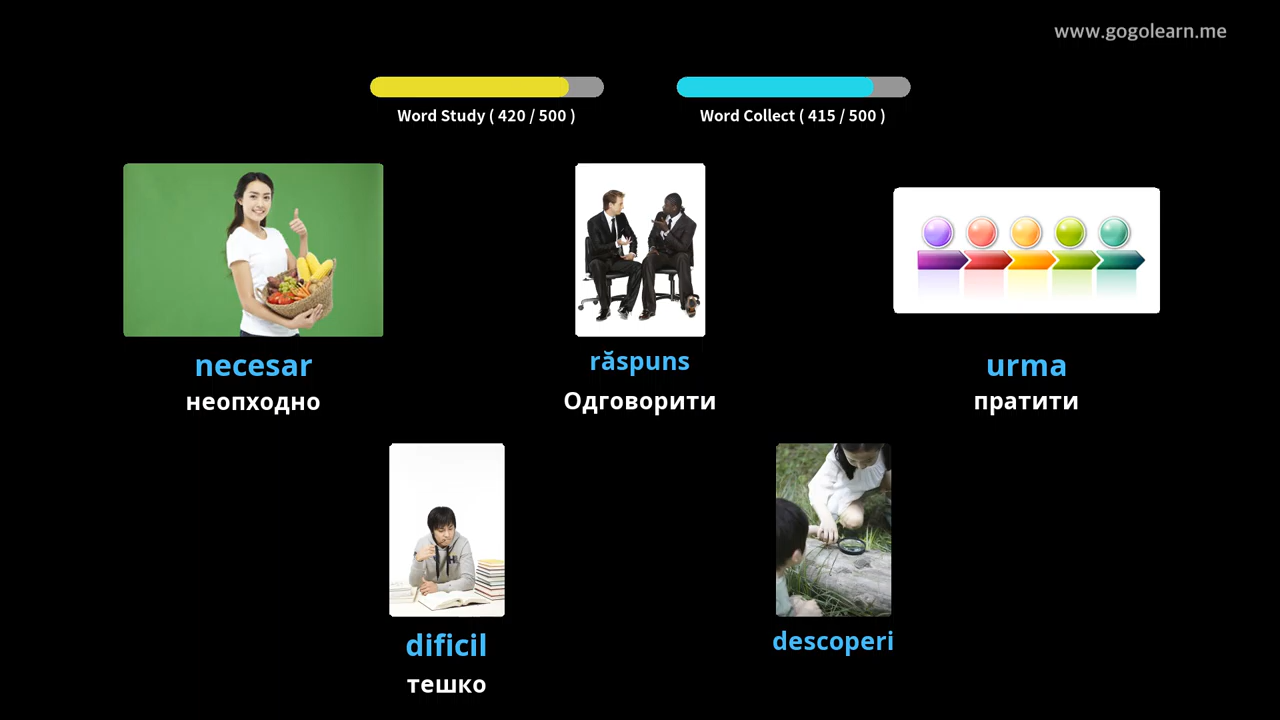 www.gogolearn.me
Word Study ( 420 / 500 )
Word Collect ( 415 / 500 )
necesar
неопходно
răspuns
Одговорити
urma
пратити
dificil
тешко
descoperi